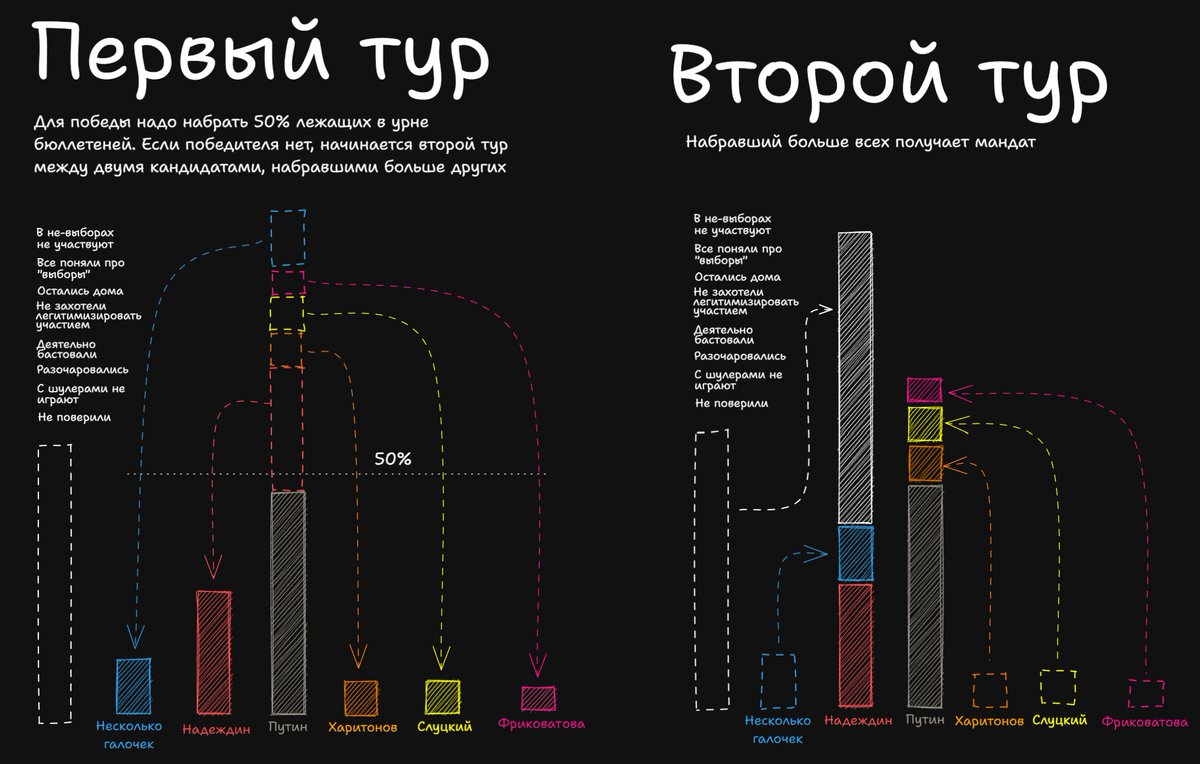 Первый тур
Для победы надо набрать 50% лежащих в урне
бюллетеней. Если победителя нет, начинается второй тур
между двумя кандидатами, набравшими больше других
В не-выборах
не участвуют
Все поняли про
"выборы"
Остались дома
Не захотели
легитимизировать
участием
Деятельно
бастовали
Разочаровались
С шулерами не
играют
Не поверили
50%
Несколько
галочек
Надеждин
Путин
Харитонов
Слуцкий
Фриковатова
Второй тур
Набравший больше всех получает мандат
В не-выборах
не участвуют
Все поняли про
"выборы"
Остались дома
Не захотели
легитимизировать
участием
Деятельно
бастовали
Разочаровались
С шулерами не
играют
Не поверили
Несколько
галочек
Надеждин
Путин
Харитонов
Слуцкий
Фриковатова